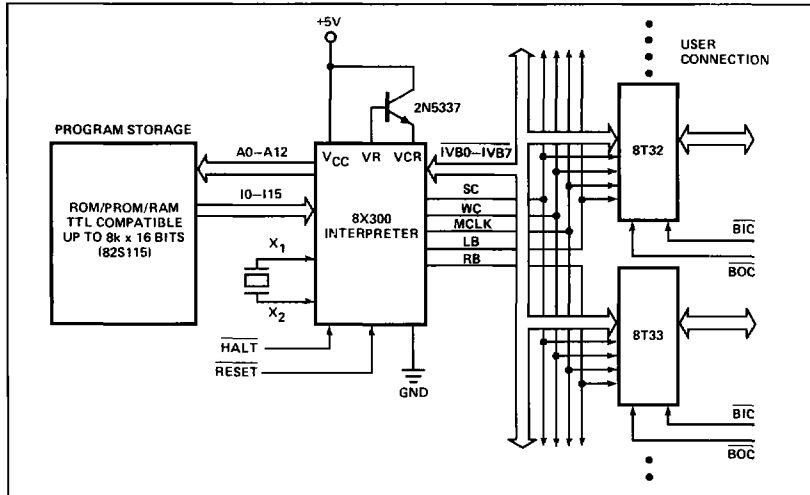 +5V
USER
CONNECTION
2N5337
PROGRAM STORAGE
A0–A12
VCC
VR
VCR
IVB0–IVB7
8T32
ROM/PROM/RAM
TTL COMPATIBLE
UP TO 8k x 16 BITS
(82S115)
I0–I15
8X300
INTERPRETER
SC
WC
MCLK
LB
RB
X1
X2
BIC
BOC
HALT
RESET
GND
8T33
BIC
BOC